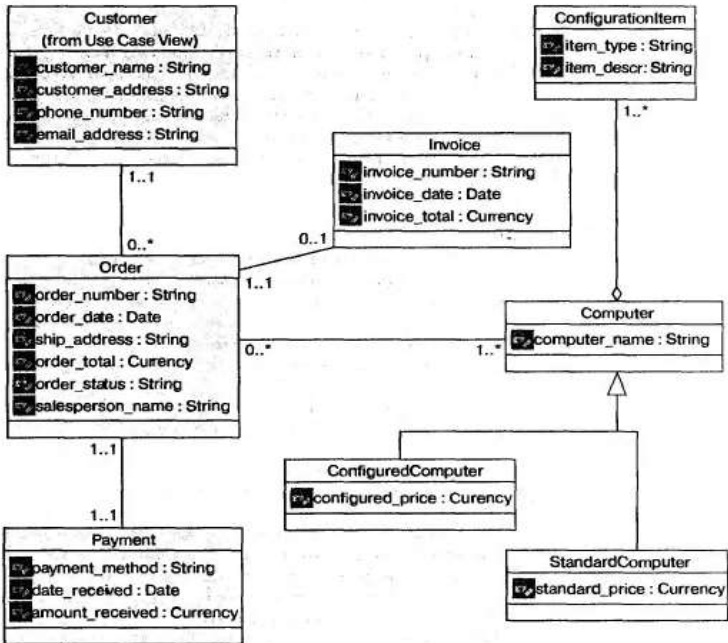 Customer
(from Use Case View)
customer_name : String
customer_address : String
phone_number : String
email_address : String
1..1
0..*
ConfigurationItem
item_type : String
item_descr: String
1..*
Invoice
invoice_number : String
invoice_date : Date
invoice_total : Currency
0..1
1..1
Order
order_number : String
order_date : Date
ship_address : String
order_total : Currency
order_status : String
salesperson_name : String
0..*
1..*
Computer
computer_name : String
1..1
1..1
ConfiguredComputer
configured_price : Curency
Payment
payment_method : String
date_received : Date
amount_received : Currency
StandardComputer
standard_price : Currency